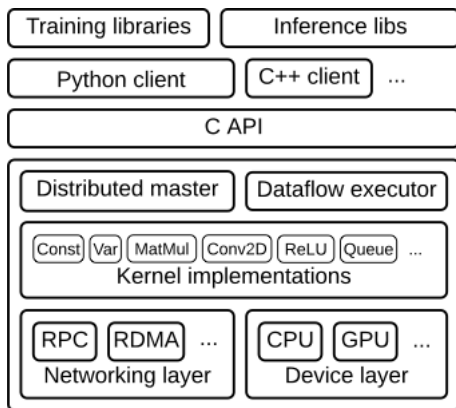 Training libraries Inference libs
Python client C++ client ...
C API
Distributed master Dataflow executor
Const Var MatMul Conv2D ReLU Queue ...
Kernel implementations
RPC RDMA ... CPU GPU ...
Networking layer Device layer